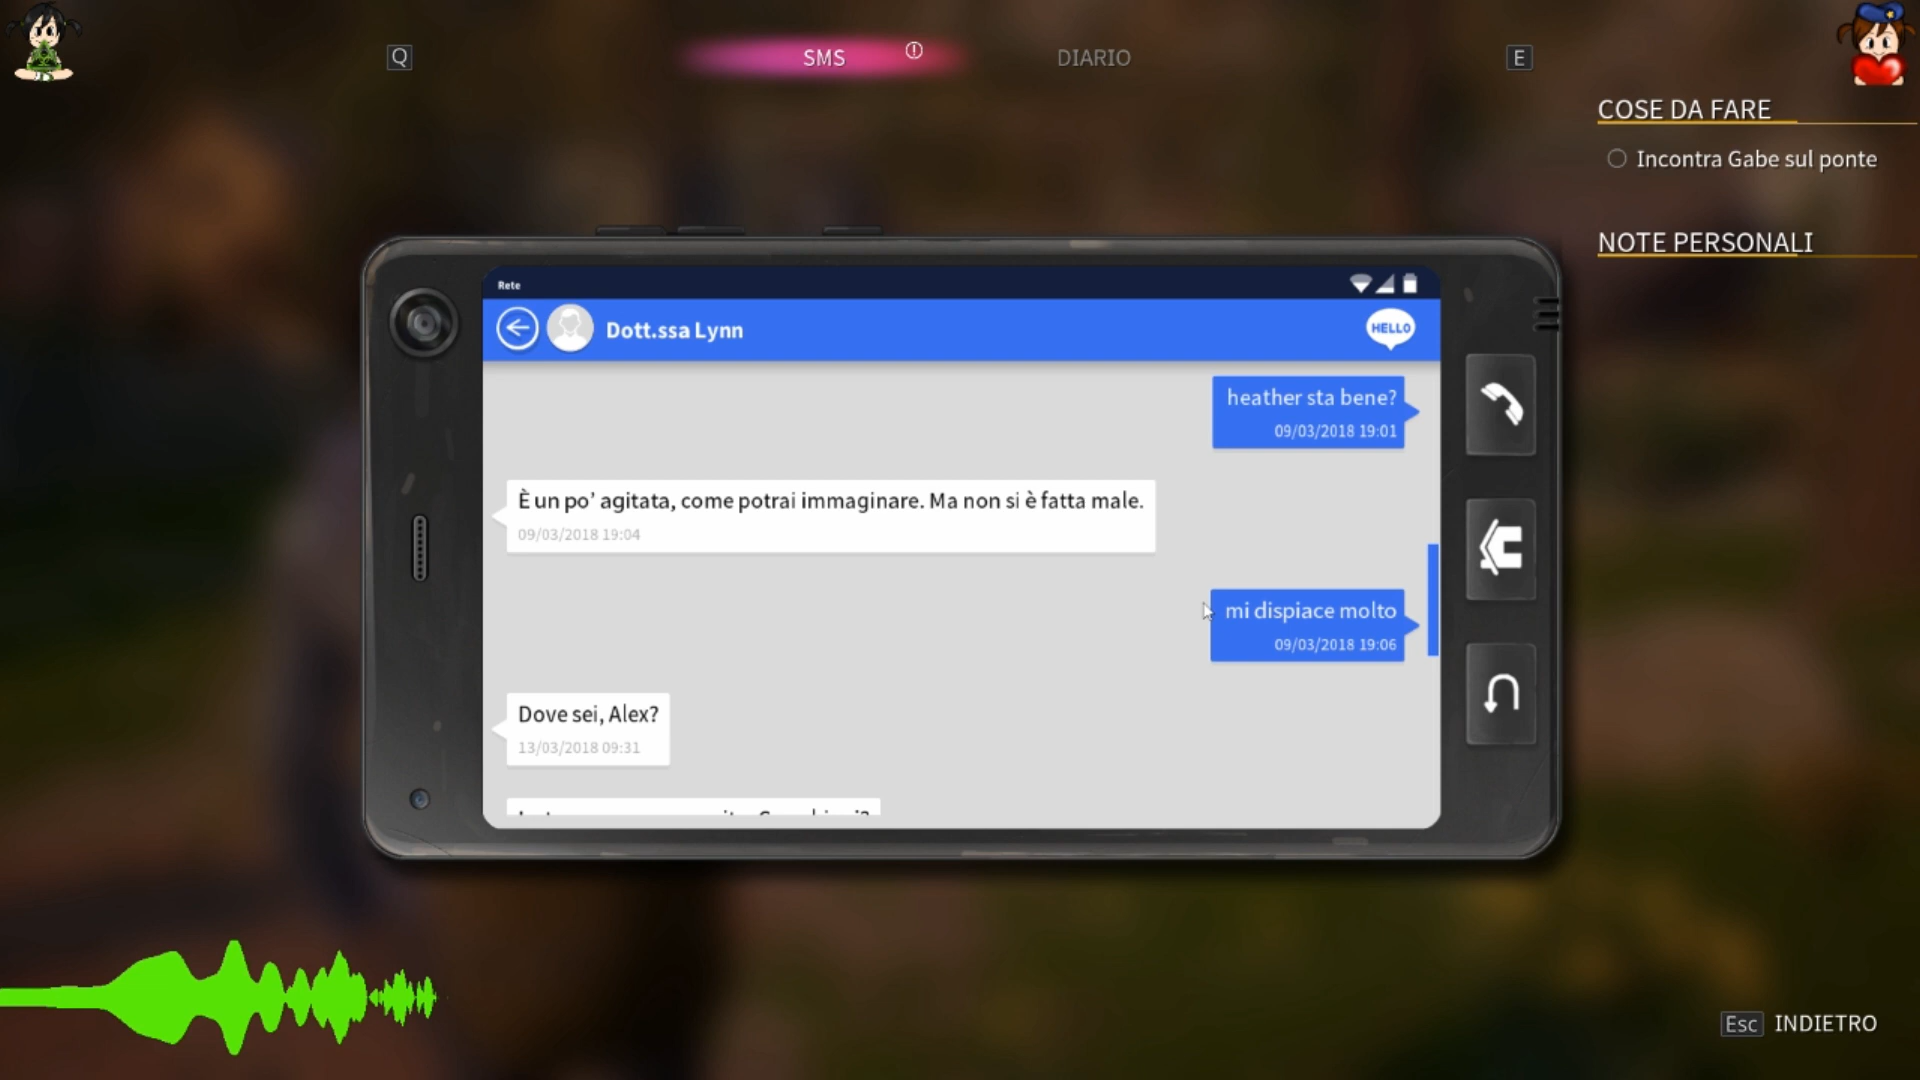 Q
SMS
DIARIO
E
COSE DA FARE
Incontra Gabe sul ponte
NOTE PERSONALI
Rete
Dott.ssa Lynn
HELLO
heather sta bene?
09/03/2018 19:01
È un po’ agitata, come potrai immaginare. Ma non si è fatta male.
09/03/2018 19:04
mi dispiace molto
09/03/2018 19:06
Dove sei, Alex?
13/03/2018 09:31
Esc INDIETRO